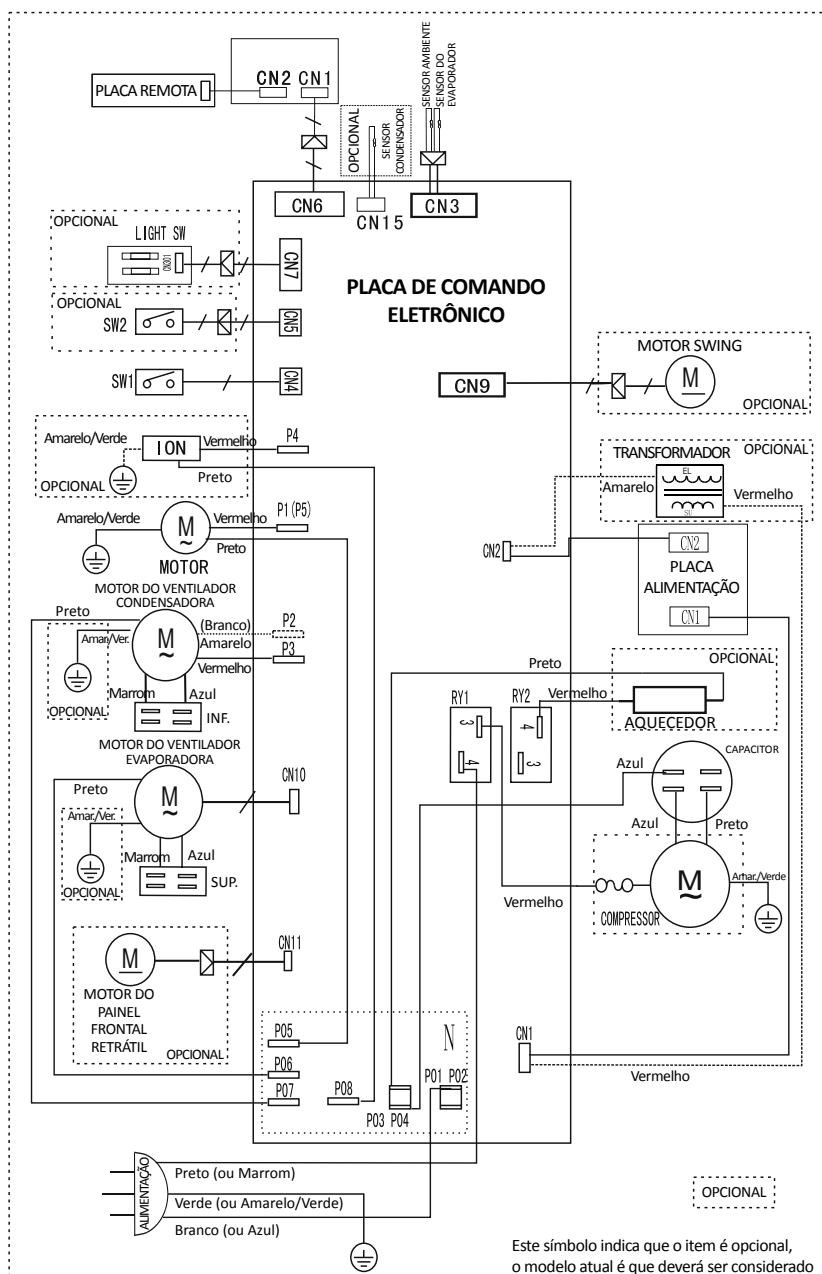 PLACA REMOTA
CN2 CN1
SENSOR AMBIENTE
SENSOR DO
EVAPORADOR
OPCIONAL
SENSOR
CONDENSADOR
CN6
CN15
CN3
OPCIONAL
LIGHT SW
CN301
CN7
PLACA DE COMANDO
ELETRÔNICO
OPCIONAL
SW2
CN5
SW1
CN4
CN9
MOTOR SWING
M
OPCIONAL
Amarelo/Verde
ION
Vermelho
P4
Preto
OPCIONAL
TRANSFORMADOR
OPCIONAL
EL
SU
Amarelo
Vermelho
Amarelo/Verde
M
~
Vermelho
P1(P5)
Preto
MOTOR
CN2
CN2
PLACA
ALIMENTAÇÃO
CN1
MOTOR DO VENTILADOR
CONDENSADORA
Preto
Amar./Ver.
M
~
(Branco)
P2
Amarelo
P3
Vermelho
OPCIONAL
Marrom
Azul
INF.
Preto
OPCIONAL
RY1
RY2
Vermelho
AQUECEDOR
3
4
4
3
MOTOR DO VENTILADOR
EVAPORADORA
Preto
Amar./Ver.
M
~
CN10
OPCIONAL
Marrom
Azul
SUP.
Azul
CAPACITOR
Azul
Preto
Vermelho
COMPRESSOR
M
~
Amar./Verde
M
CN11
MOTOR DO
PAINEL
FRONTAL
RETRÁTIL
OPCIONAL
P05
N
P06
P07
P08
P03 P04
P01 P02
CN1
Vermelho
ALIMENTAÇÃO
Preto (ou Marrom)
Verde (ou Amarelo/Verde)
Branco (ou Azul)
OPCIONAL
Este símbolo indica que o item é opcional,
o modelo atual é que deverá ser considerado